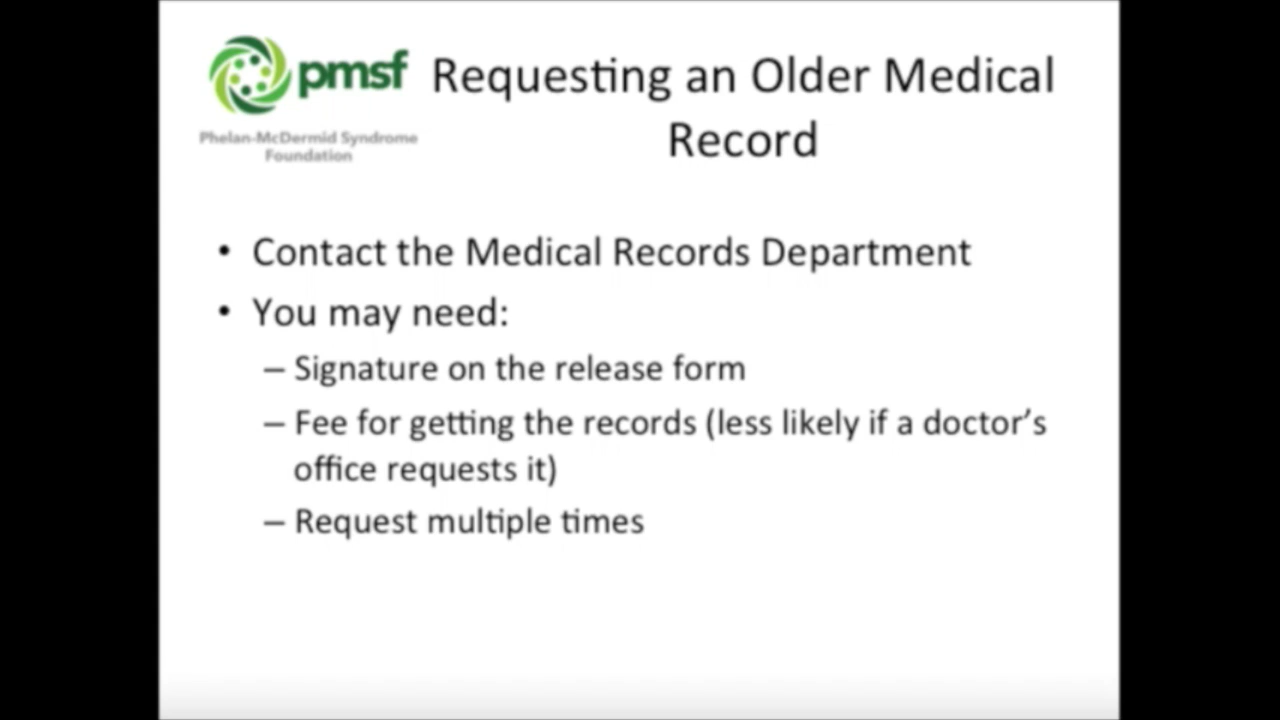 pmsf
Phelan-McDermid Syndrome
Foundation
Requesting an Older Medical
Record
• Contact the Medical Records Department
• You may need:
– Signature on the release form
– Fee for getting the records (less likely if a doctor’s
office requests it)
– Request multiple times